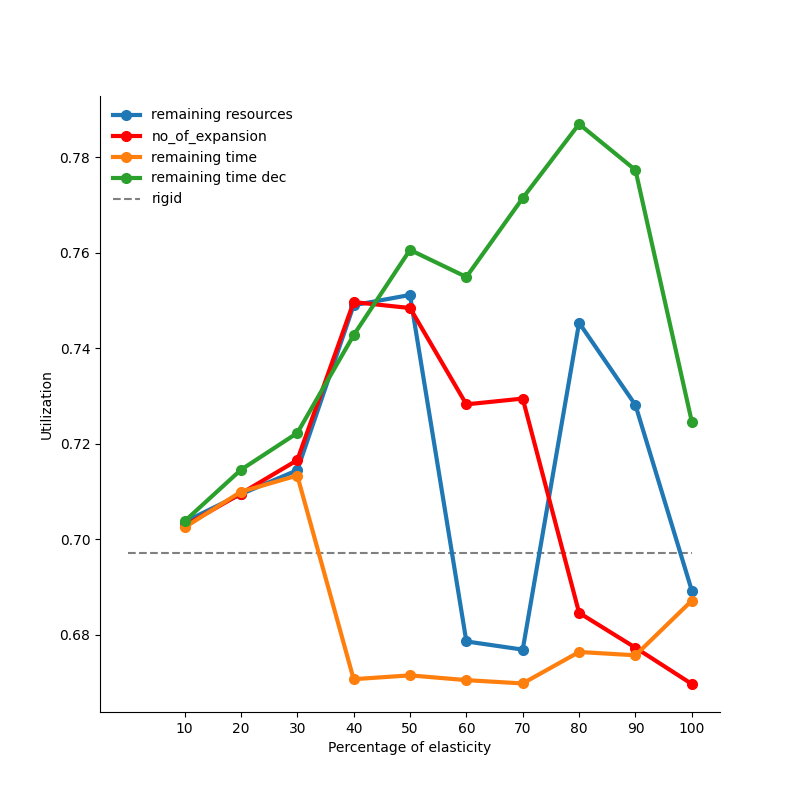 remaining resources
no_of_expansion
remaining time
remaining time dec
rigid
0.78
0.76
0.74
0.72
0.70
0.68
Utilization
10 20 30 40 50 60 70 80 90 100
Percentage of elasticity